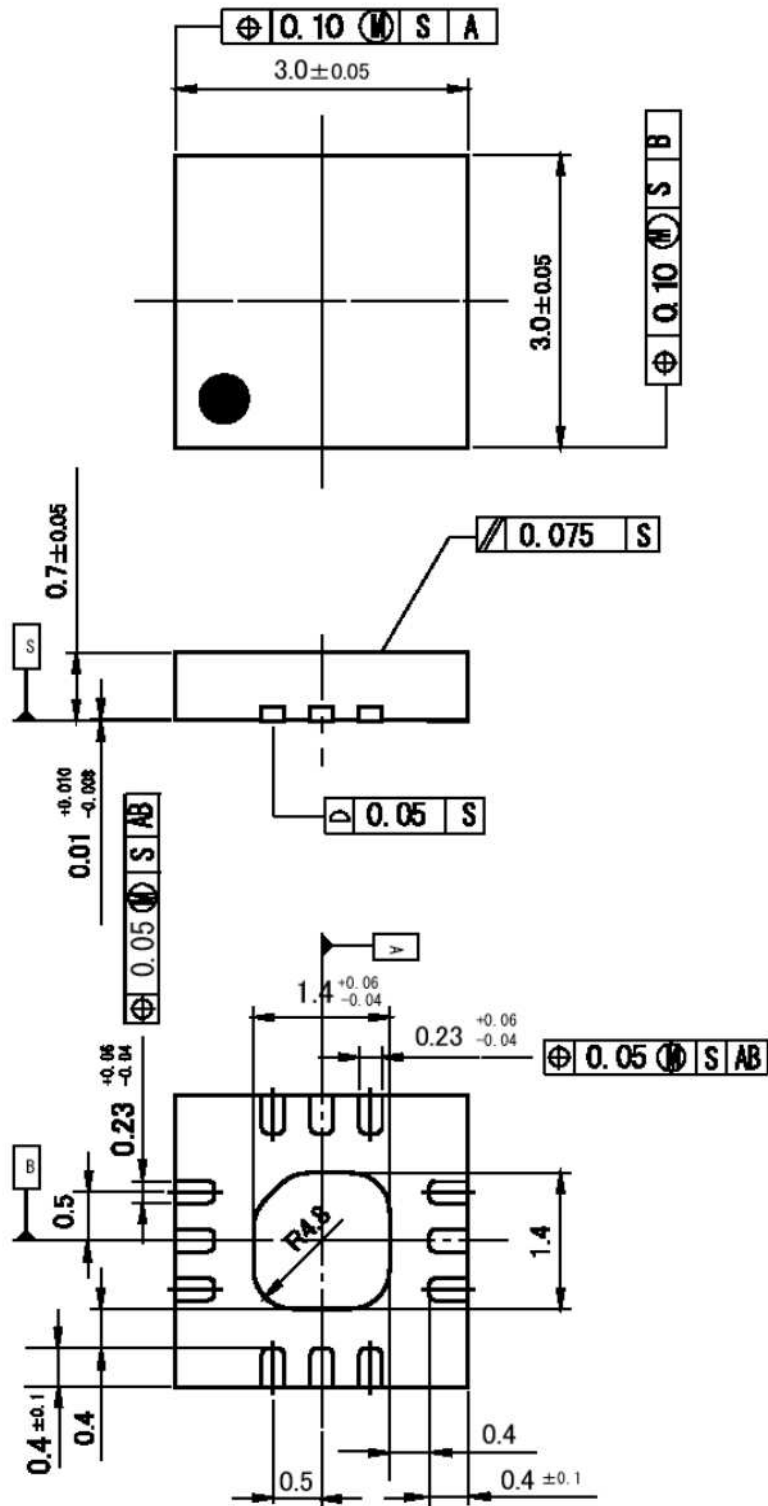 ⌖ 0.10 Ⓜ S A
3.0±0.05
⌖ 0.10 Ⓜ S B
3.0±0.05
0.7±0.05
⫽ 0.075 S
S
0.01 +0.010 -0.008
D 0.05 S
⌖ 0.05 Ⓜ S AB
A
1.4 +0.06 -0.04
0.23 +0.06 -0.04
⌖ 0.05 Ⓜ S AB
0.23 +0.06 -0.04
B
0.5
R4.8
1.4
0.4 ±0.1
0.4
0.4
0.5
0.4 ±0.1